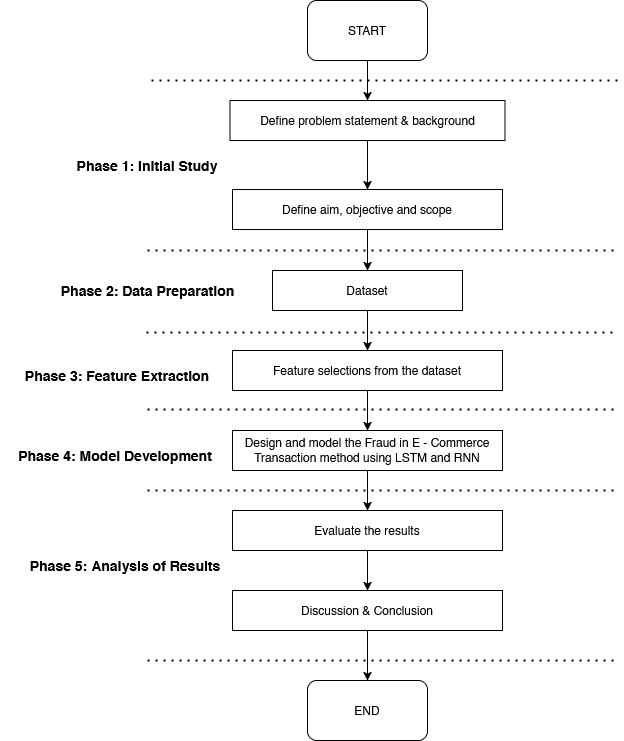 START
Define problem statement & background
Phase 1: Initial Study
Define aim, objective and scope
Phase 2: Data Preparation
Dataset
Phase 3: Feature Extraction
Feature selections from the dataset
Phase 4: Model Development
Design and model the Fraud in E - Commerce
Transaction method using LSTM and RNN
Evaluate the results
Phase 5: Analysis of Results
Discussion & Conclusion
END